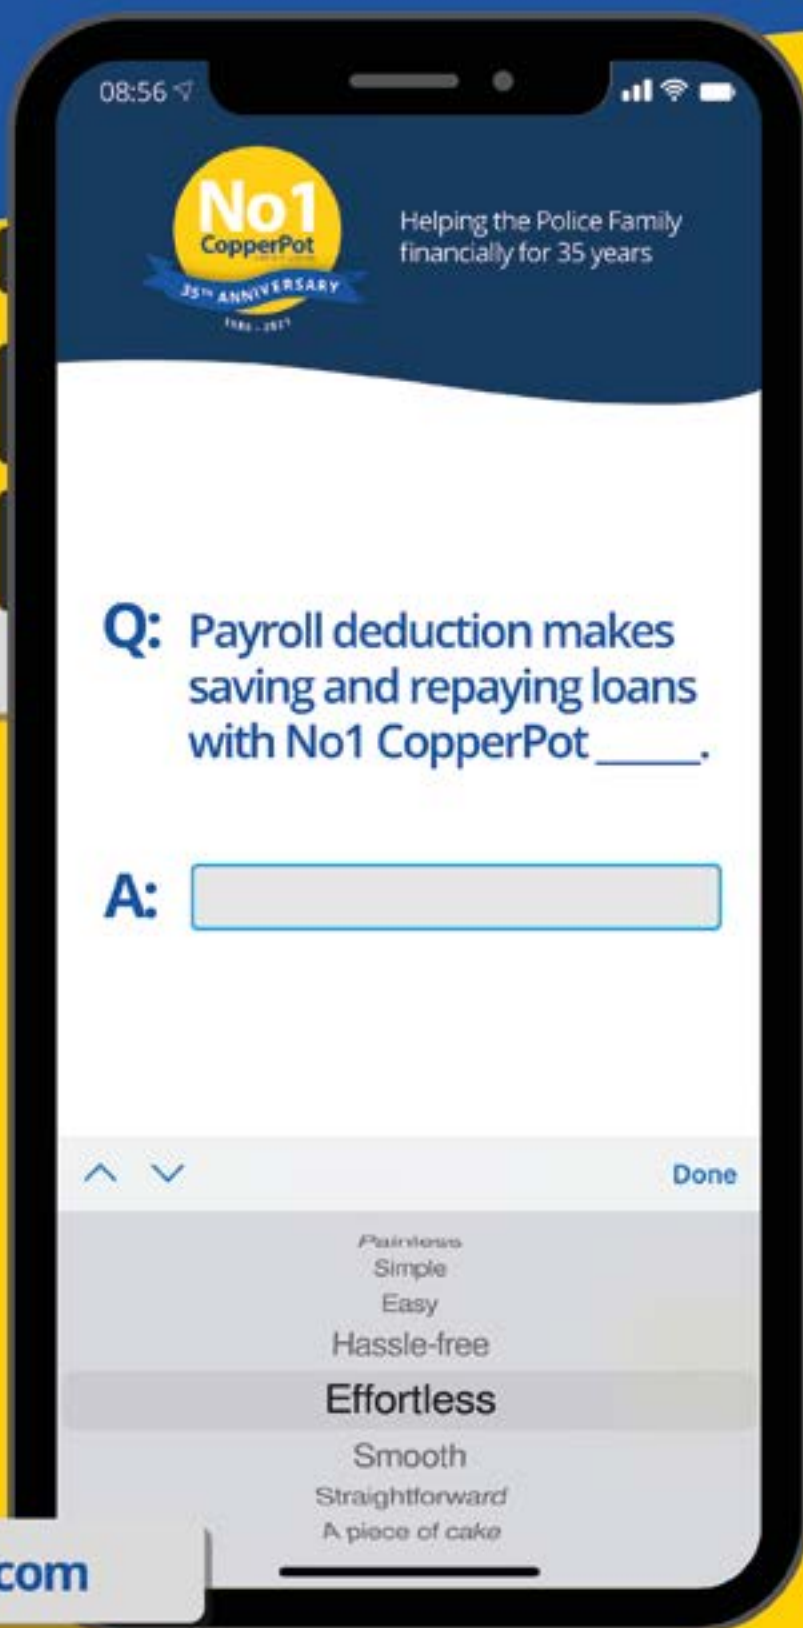 08:56
No1
CopperPot
35TH ANNIVERSARY
Helping the Police Family
financially for 35 years
Q: Payroll deduction makes
saving and repaying loans
with No1 CopperPot _____.
A:
Done
Painless
Simple
Easy
Hassle-free
Effortless
Smooth
Straightforward
A piece of cake
com